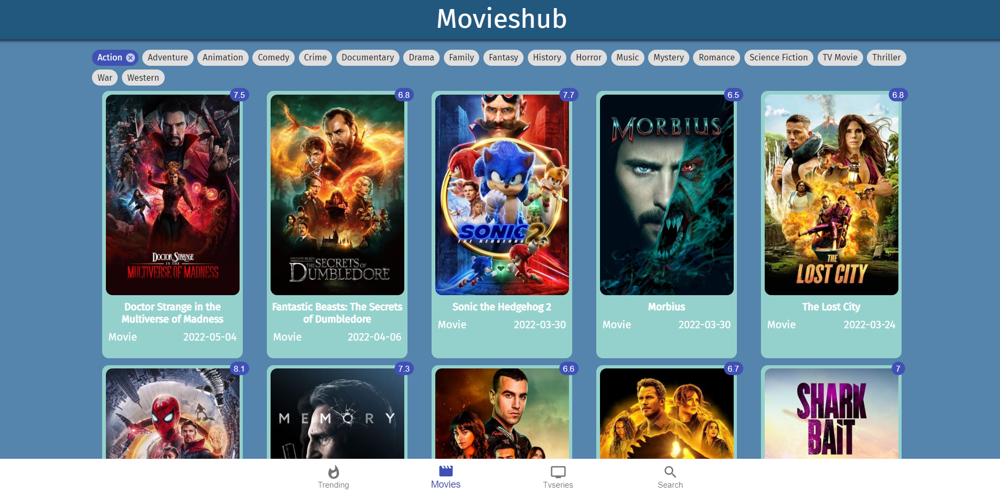 Movieshub
Action Adventure Animation Comedy Crime Documentary Drama Family Fantasy History Horror Music Mystery Romance Science Fiction TV Movie Thriller
War Western
7.5 6.8 7.7 6.5 6.8
DOCTOR STRANGE
IN THE
MULTIVERSE OF MADNESS
FANTASTIC BEASTS
THE SECRETS OF
DUMBLEDORE
SONIC 2
THE HEDGEHOG
MORBIUS
THE
LOST CITY
Doctor Strange in the
Multiverse of Madness
Movie 2022-05-04
Fantastic Beasts: The Secrets
of Dumbledore
Movie 2022-04-06
Sonic the Hedgehog 2
Movie 2022-03-30
Morbius
Movie 2022-03-30
The Lost City
Movie 2022-03-24
8.1 7.3 6.6 6.7 7
MEMORY
SHARK
BAIT
Trending Movies Tvseries Search